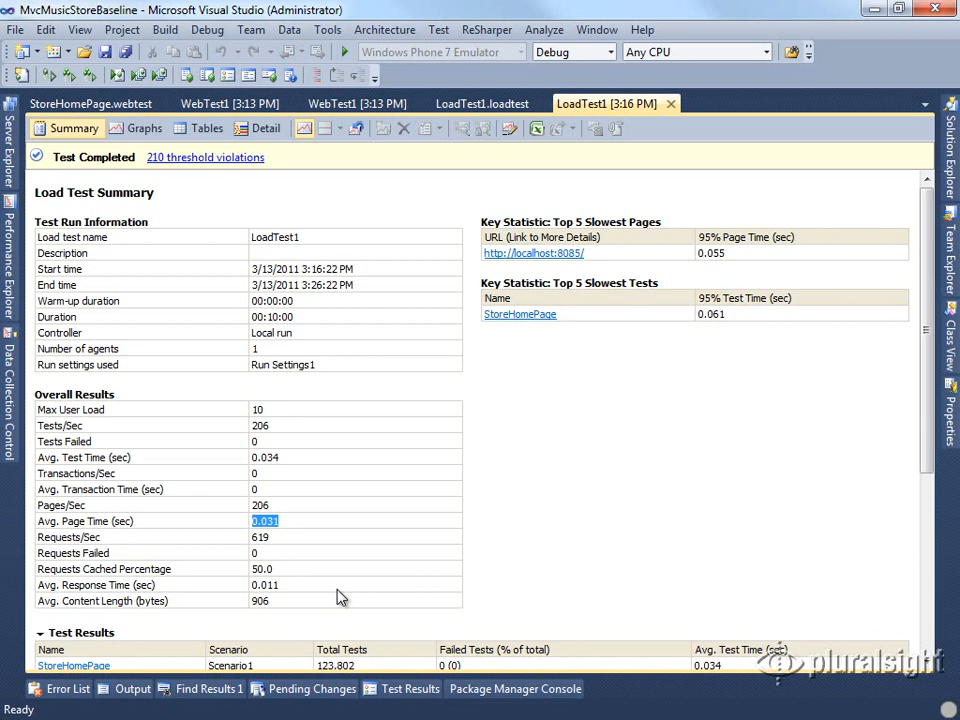 MvcMusicStoreBaseline - Microsoft Visual Studio (Administrator)
File Edit View Project Build Debug Team Data Tools Architecture Test ReSharper Analyze Window Help
Windows Phone 7 Emulator Debug Any CPU
StoreHomePage.webtest WebTest1 [3:13 PM] WebTest1 [3:13 PM] LoadTest1.loadtest LoadTest1 [3:16 PM]
Summary Graphs Tables Detail
Test Completed 210 threshold violations
Load Test Summary
Test Run Information
Load test name LoadTest1
Description
Start time 3/13/2011 3:16:22 PM
End time 3/13/2011 3:26:22 PM
Warm-up duration 00:00:00
Duration 00:10:00
Controller Local run
Number of agents 1
Run settings used Run Settings1
Key Statistic: Top 5 Slowest Pages
URL (Link to More Details) 95% Page Time (sec)
http://localhost:8085/ 0.055
Key Statistic: Top 5 Slowest Tests
Name 95% Test Time (sec)
StoreHomePage 0.061
Overall Results
Max User Load 10
Tests/Sec 206
Tests Failed 0
Avg. Test Time (sec) 0.034
Transactions/Sec 0
Avg. Transaction Time (sec) 0
Pages/Sec 206
Avg. Page Time (sec) 0.031
Requests/Sec 619
Requests Failed 0
Requests Cached Percentage 50.0
Avg. Response Time (sec) 0.011
Avg. Content Length (bytes) 906
Test Results
Name Scenario Total Tests Failed Tests (% of total) Avg. Test Time (sec)
StoreHomePage Scenario1 123,802 0 (0) 0.034
pluralsight
Server Explorer
Performance Explorer
Data Collection Control
Solution Explorer
Team Explorer
Class View
Properties
Error List Output Find Results 1 Pending Changes Test Results Package Manager Console
Ready